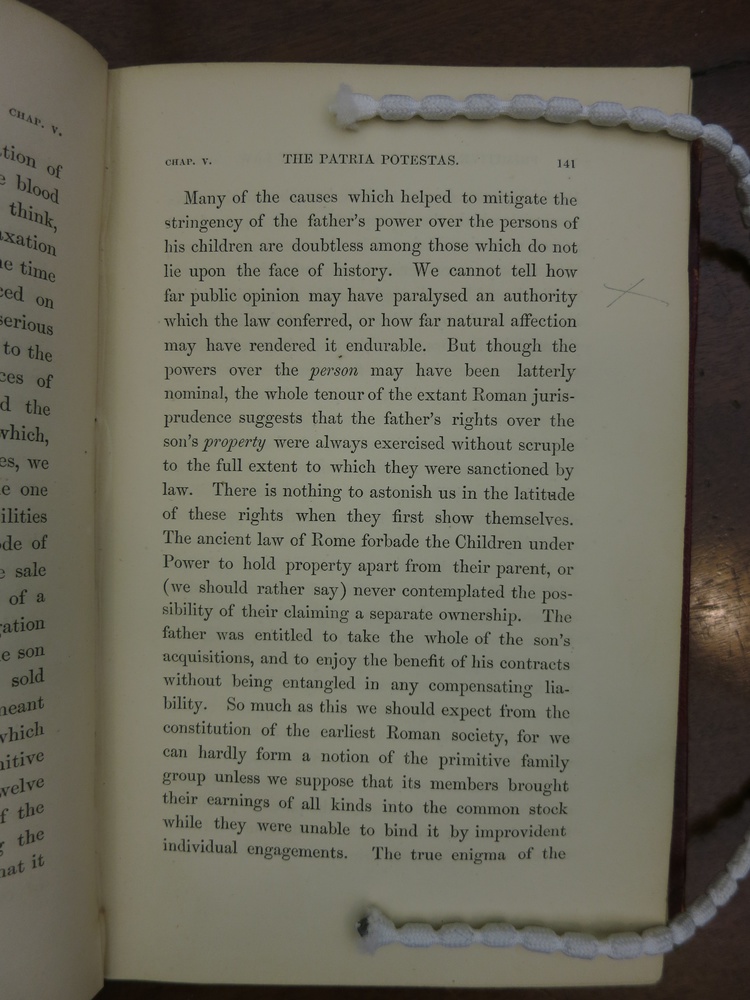 CHAP. V.
tion of
blood
think,
axation
time
ced on
serious
to the
ces of
d the
which,
es, we
e one
ilities
ode of
sale
of a
gation
e son
sold
meant
which
nitive
welve
f the
the
hat it
CHAP. V. THE PATRIA POTESTAS. 141
Many of the causes which helped to mitigate the
stringency of the father's power over the persons of
his children are doubtless among those which do not
lie upon the face of history. We cannot tell how
far public opinion may have paralysed an authority
which the law conferred, or how far natural affection
may have rendered it endurable. But though the
powers over the person may have been latterly
nominal, the whole tenour of the extant Roman juris-
prudence suggests that the father's rights over the
son's property were always exercised without scruple
to the full extent to which they were sanctioned by
law. There is nothing to astonish us in the latitude
of these rights when they first show themselves.
The ancient law of Rome forbade the Children under
Power to hold property apart from their parent, or
(we should rather say) never contemplated the pos-
sibility of their claiming a separate ownership. The
father was entitled to take the whole of the son's
acquisitions, and to enjoy the benefit of his contracts
without being entangled in any compensating lia-
bility. So much as this we should expect from the
constitution of the earliest Roman society, for we
can hardly form a notion of the primitive family
group unless we suppose that its members brought
their earnings of all kinds into the common stock
while they were unable to bind it by improvident
individual engagements. The true enigma of the